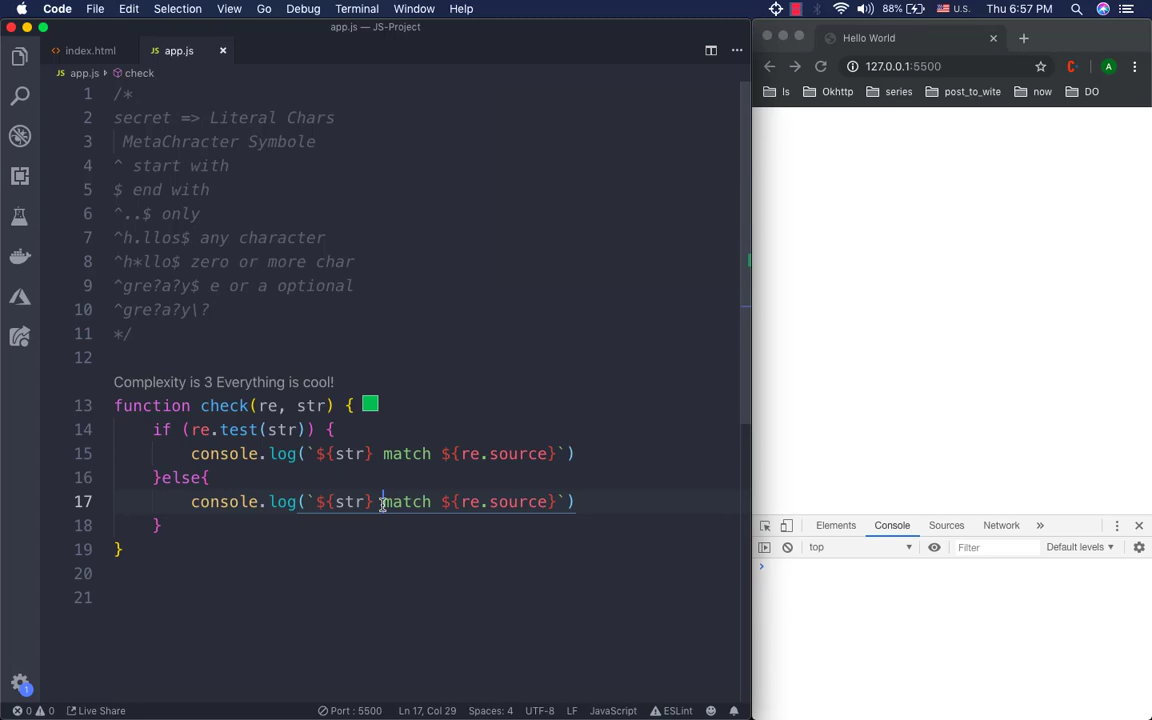 Code File Edit Selection View Go Debug Terminal Window Help 88% U.S. Thu 6:57 PM
app.js — JS-Project
index.html JS app.js
JS app.js check
1 /*
2 secret => Literal Chars
3 MetaChracter Symbole
4 ^ start with
5 $ end with
6 ^..$ only
7 ^h.llos$ any character
8 ^h*llo$ zero or more char
9 ^gre?a?y$ e or a optional
10 ^gre?a?y\?
11 */
12
Complexity is 3 Everything is cool!
13 function check(re, str) {
14 if (re.test(str)) {
15 console.log(`${str} match ${re.source}`)
16 }else{
17 console.log(`${str} match ${re.source}`)
18 }
19 }
20
21
1
0 0 Live Share Port : 5500 Ln 17, Col 29 Spaces: 4 UTF-8 LF JavaScript ESLint
Hello World
127.0.0.1:5500 A
ls Okhttp series post_to_wite now DO
Elements Console Sources Network »
top Filter Default levels